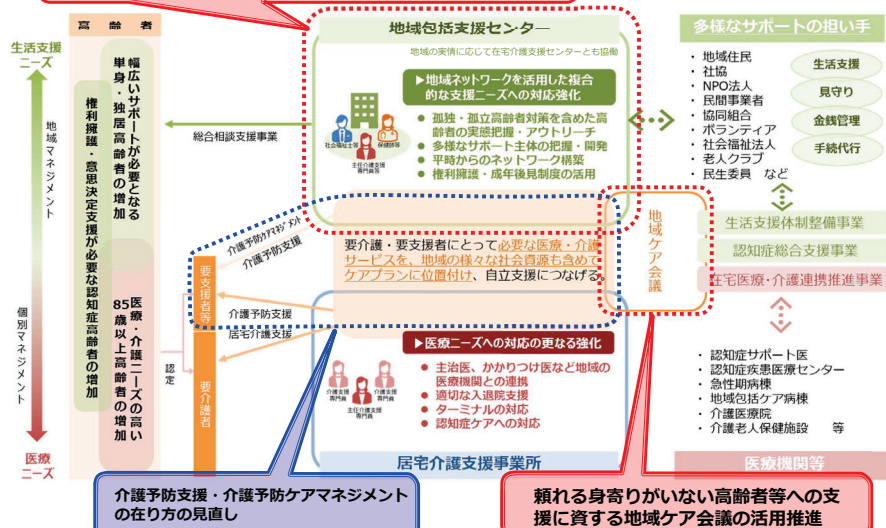 高齢者
生活支援
ニーズ
地域マネジメント
個別マネジメント
医療
ニーズ
幅広いサポートが必要となる
単身・独居高齢者の増加
権利擁護・意思決定支援が必要な認知症高齢者の増加
医療・介護ニーズの高い
85歳以上高齢者の増加
総合相談支援事業
介護予防ケアマネジメント
介護予防支援
要支援者等
介護予防支援
居宅介護支援
認定
要介護者
地域包括支援センター
地域の実情に応じて在宅介護支援センターとも協働
社会福祉士等
保健師等
主任介護支援
専門員等
▶地域ネットワークを活用した複合
的な支援ニーズへの対応強化
● 孤独・孤立高齢者対策を含めた高
齢者の実態把握・アウトリーチ
● 多様なサポート主体の把握・開発
● 平時からのネットワーク構築
● 権利擁護・成年後見制度の活用
要介護・要支援者にとって必要な医療・介護
サービスを、地域の様々な社会資源も含めて
ケアプランに位置付け、自立支援につなげる。
地域ケア会議
介護支援
専門員
介護支援
専門員
主任介護支援
専門員
▶医療ニーズへの対応の更なる強化
● 主治医、かかりつけ医など地域の
医療機関との連携
● 適切な入退院支援
● ターミナルの対応
● 認知症ケアへの対応
居宅介護支援事業所
多様なサポートの担い手
・ 地域住民
・ 社協
・ NPO法人
・ 民間事業者
・ 協同組合
・ ボランティア
・ 社会福祉法人
・ 老人クラブ
・ 民生委員 など
生活支援
見守り
金銭管理
手続代行
生活支援体制整備事業
認知症総合支援事業
在宅医療・介護連携推進事業
・ 認知症サポート医
・ 認知症疾患医療センター
・ 急性期病棟
・ 地域包括ケア病棟
・ 介護医療院
・ 介護老人保健施設 等
医療機関等
介護予防支援・介護予防ケアマネジメント
の在り方の見直し
頼れる身寄りがいない高齢者等への支
援に資する地域ケア会議の活用推進